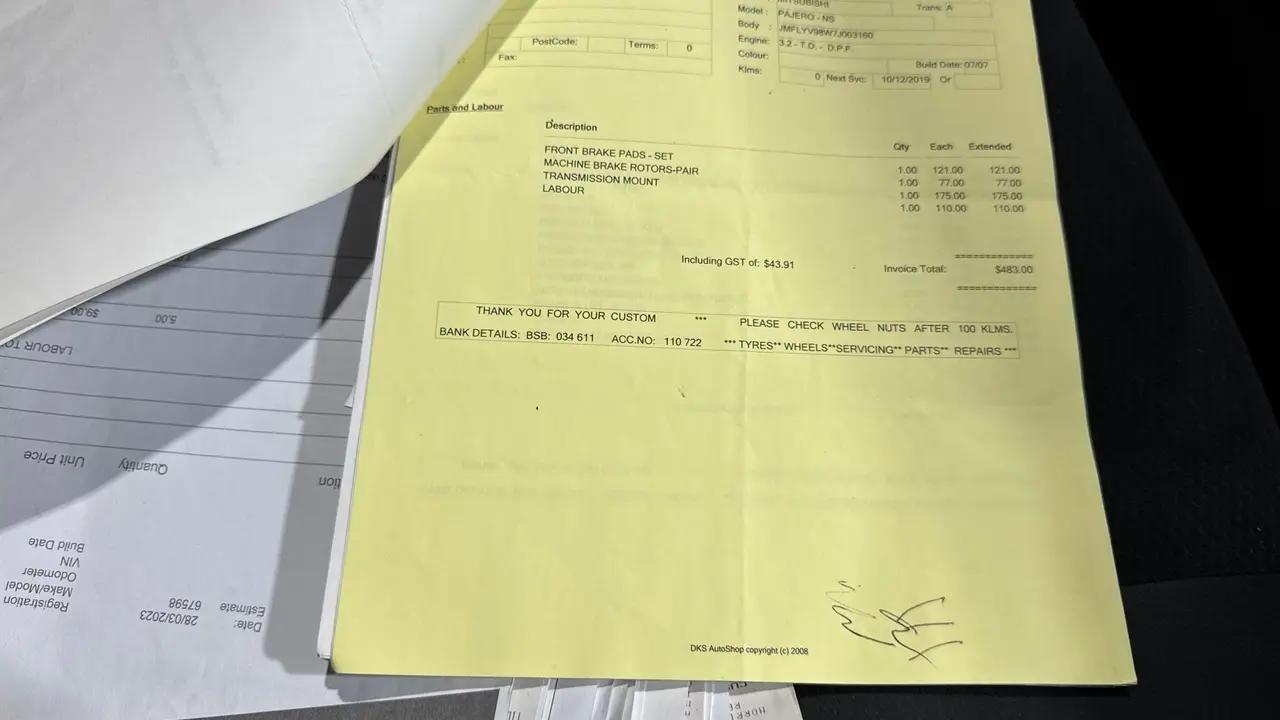 MITSUBISHI Trans: A
Model: PAJERO - NS
Body : JMFLYV98W7J003160
Engine: 3.2 - T.D. - D.P.F.
Colour:
Build Date: 07/07
Klms: 0 Next Svc: 10/12/2019 Or
PostCode: Terms: 0
Fax:
Parts and Labour
Description Qty Each Extended
FRONT BRAKE PADS - SET 1.00 121.00 121.00
MACHINE BRAKE ROTORS-PAIR 1.00 77.00 77.00
TRANSMISSION MOUNT 1.00 175.00 175.00
LABOUR 1.00 110.00 110.00
=============
Including GST of: $43.91 Invoice Total: $483.00
=============
THANK YOU FOR YOUR CUSTOM *** PLEASE CHECK WHEEL NUTS AFTER 100 KLMS.
BANK DETAILS: BSB: 034 611 ACC.NO: 110 722 *** TYRES** WHEELS**SERVICING** PARTS** REPAIRS ***
DKS AutoShop copyright (c) 2008
Date: 28/03/2023 Registration
Estimate 67598 Make/Model
Odometer
VIN
Build Date
Quantity Unit Price
LABOUR
5.00 $9.00